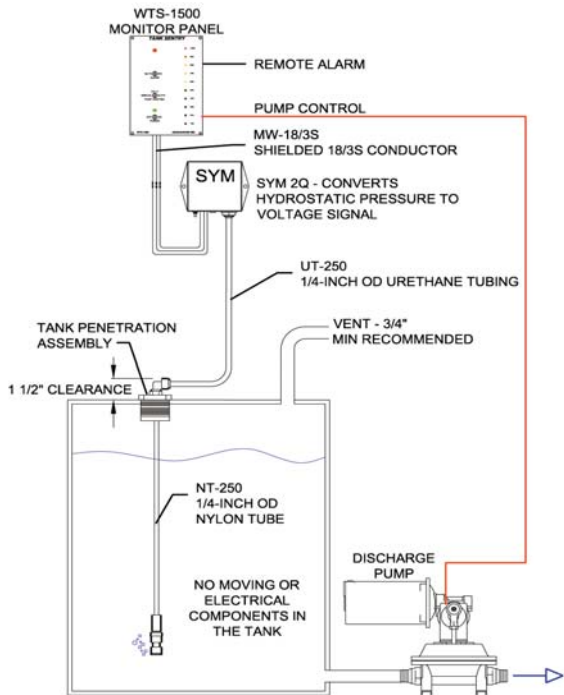 WTS-1500
MONITOR PANEL
TANK SENTRY
REMOTE ALARM
PUMP CONTROL
MW-18/3S
SHIELDED 18/3S CONDUCTOR
SYM
SYM 2Q - CONVERTS
HYDROSTATIC PRESSURE TO
VOLTAGE SIGNAL
UT-250
1/4-INCH OD URETHANE TUBING
TANK PENETRATION
ASSEMBLY
VENT - 3/4"
MIN RECOMMENDED
1 1/2" CLEARANCE
NT-250
1/4-INCH OD
NYLON TUBE
DISCHARGE
PUMP
NO MOVING OR
ELECTRICAL
COMPONENTS IN
THE TANK